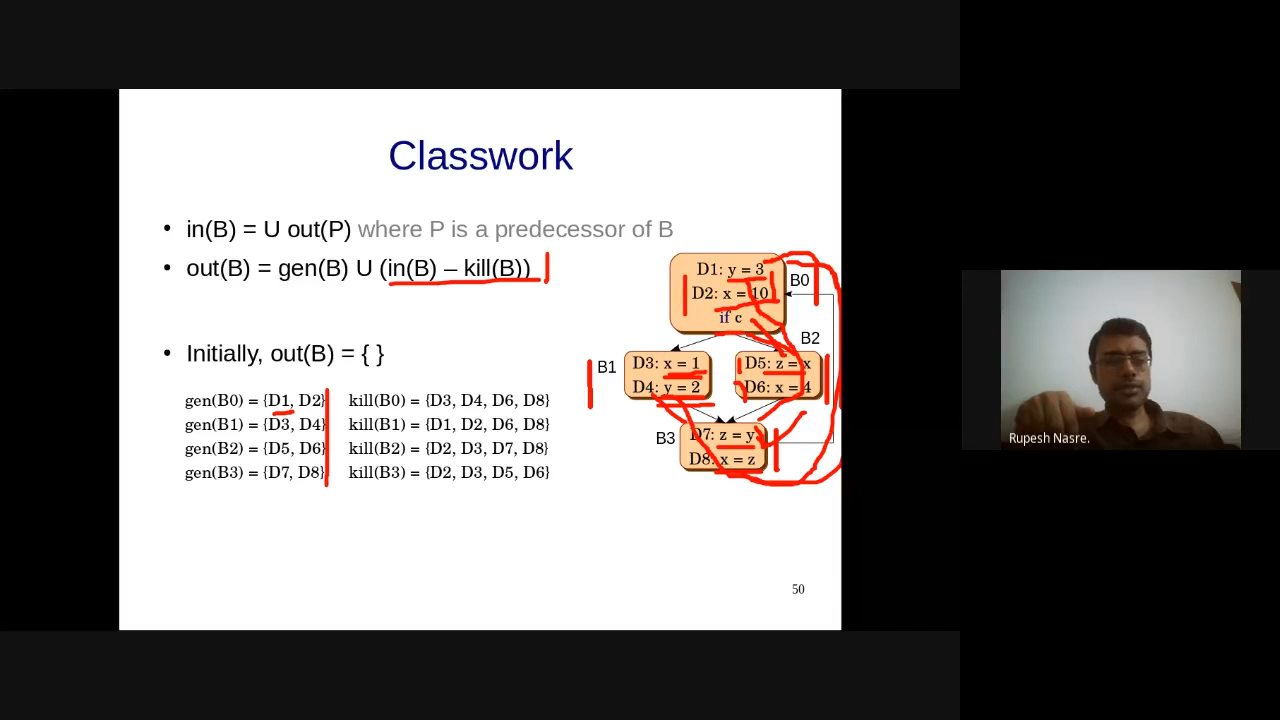 Classwork
• in(B) = U out(P) where P is a predecessor of B
• out(B) = gen(B) U (in(B) – kill(B))
• Initially, out(B) = { }
gen(B0) = {D1, D2} kill(B0) = {D3, D4, D6, D8}
gen(B1) = {D3, D4} kill(B1) = {D1, D2, D6, D8}
gen(B2) = {D5, D6} kill(B2) = {D2, D3, D7, D8}
gen(B3) = {D7, D8} kill(B3) = {D2, D3, D5, D6}
D1: y = 3
D2: x = 10
if c
B0
B1
D3: x = 1
D4: y = 2
B2
D5: z = x
D6: x = 4
B3
D7: z = y
D8: x = z
50
Rupesh Nasre.